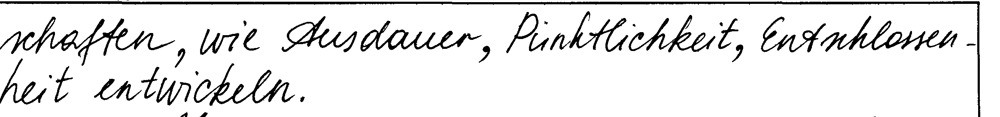 schaften, wie Ausdauer, Pünktlichkeit, Entschlossen-
heit entwickeln.